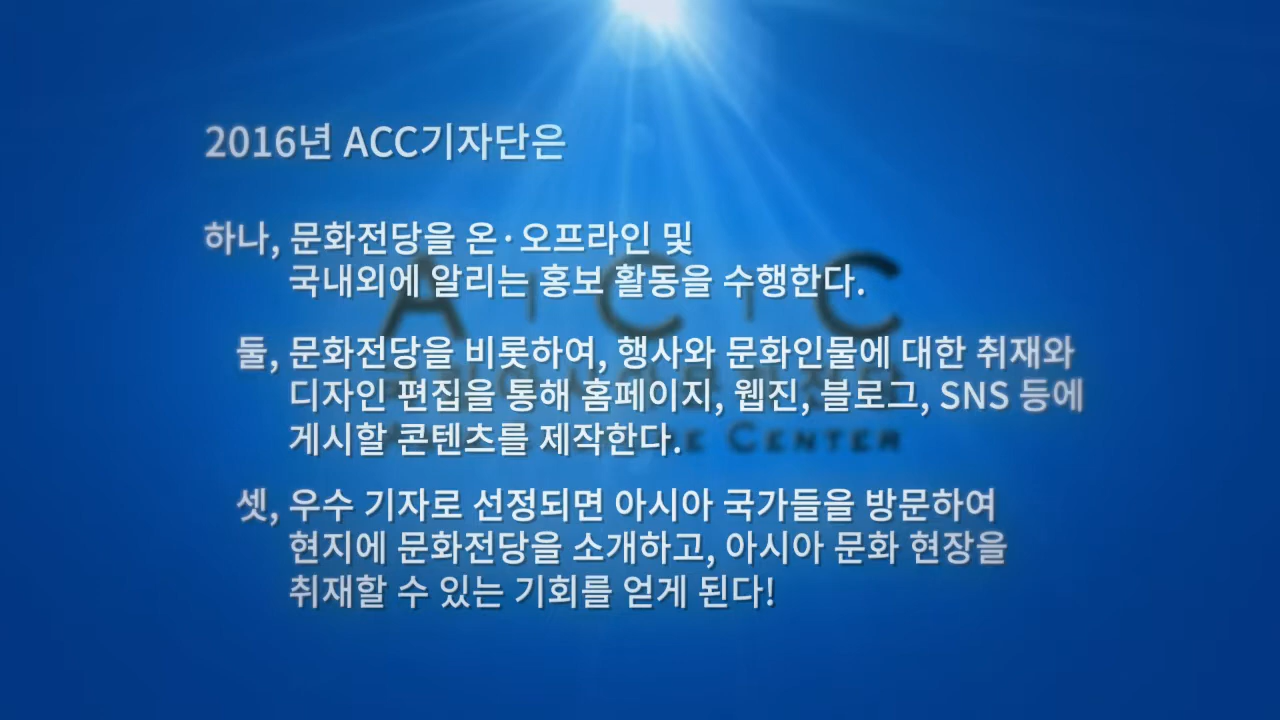 2016년 ACC기자단은
하나, 문화전당을 온·오프라인 및
국내외에 알리는 홍보 활동을 수행한다.
둘, 문화전당을 비롯하여, 행사와 문화인물에 대한 취재와
디자인 편집을 통해 홈페이지, 웹진, 블로그, SNS 등에
게시할 콘텐츠를 제작한다.
셋, 우수 기자로 선정되면 아시아 국가들을 방문하여
현지에 문화전당을 소개하고, 아시아 문화 현장을
취재할 수 있는 기회를 얻게 된다!
A C C
CENTER